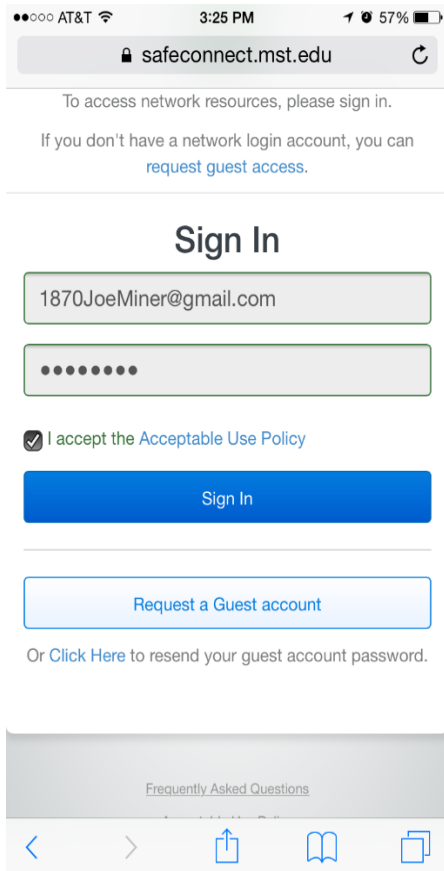 AT&T 3:25 PM 57%
safeconnect.mst.edu
To access network resources, please sign in.
If you don't have a network login account, you can
request guest access.
Sign In
1870JoeMiner@gmail.com
●●●●●●●●
I accept the Acceptable Use Policy
Sign In
Request a Guest account
Or Click Here to resend your guest account password.
Frequently Asked Questions